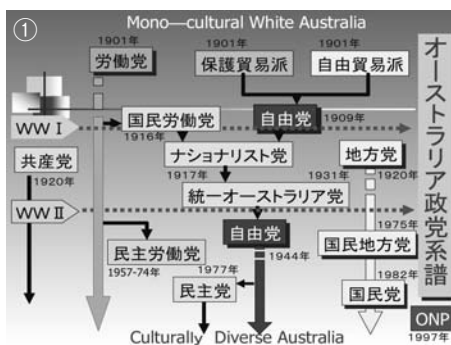 ①
Mono—cultural White Australia
1901年
労働党
1901年
保護貿易派
1901年
自由貿易派
オーストラリア政党系譜
WW I
国民労働党
1916年
自由党
1909年
共産党
1920年
ナショナリスト党
1917年
地方党
1920年
1931年
統一オーストラリア党
WW II
自由党
1944年
1975年
国民地方党
民主労働党
1957-74年
1977年
民主党
1982年
国民党
ONP
1997年
Culturally Diverse Australia